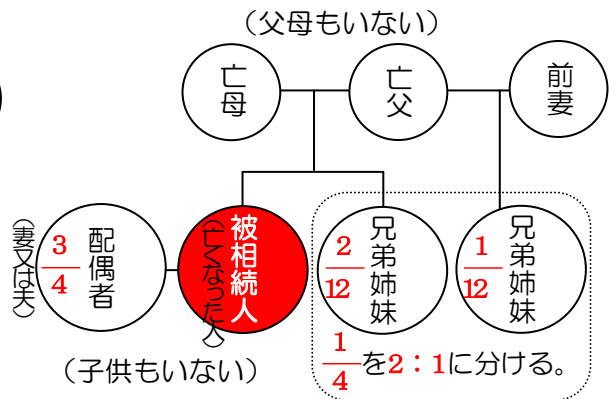 (父母もいない)
亡母
亡父
前妻
(妻又は夫)
3/4
配偶者
被相続人
(亡くなった人)
2/12
兄弟姉妹
1/12
兄弟姉妹
(子供もいない)
1/4を2:1に分ける。